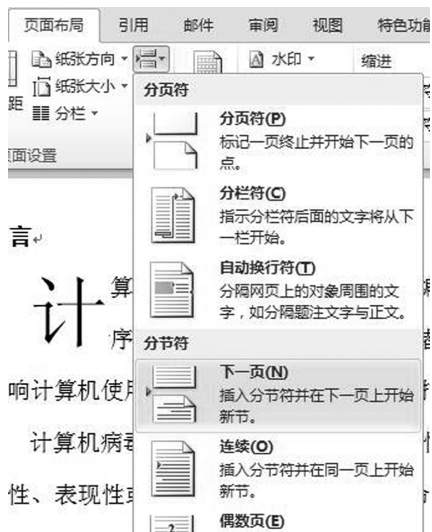 页面布局 引用 邮件 审阅 视图 特色功能
纸张方向 水印 缩进
纸张大小
距 分栏
页面设置
分页符
分页符(P)
标记一页终止并开始下一页的
点。
分栏符(C)
指示分栏符后面的文字将从下
一栏开始。
自动换行符(T)
分隔网页上的对象周围的文
字，如分隔题注文字与正文。
分节符
下一页(N)
插入分节符并在下一页上开始
新节。
连续(O)
插入分节符并在同一页上开始
新节。
偶数页(E)
言
计算
序
响计算机使用
计算机病毒
性、表现性或